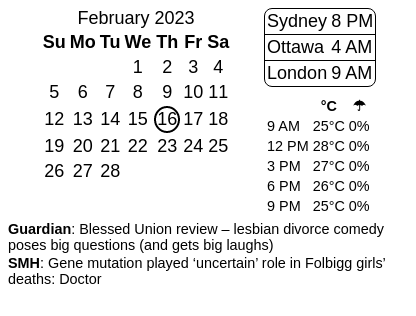 February 2023
Su Mo Tu We Th Fr Sa
1 2 3 4
5 6 7 8 9 10 11
12 13 14 15 16 17 18
19 20 21 22 23 24 25
26 27 28
Sydney 8 PM
Ottawa 4 AM
London 9 AM
°C ☂
9 AM 25°C 0%
12 PM 28°C 0%
3 PM 27°C 0%
6 PM 26°C 0%
9 PM 25°C 0%
Guardian: Blessed Union review – lesbian divorce comedy
poses big questions (and gets big laughs)
SMH: Gene mutation played ‘uncertain’ role in Folbigg girls’
deaths: Doctor